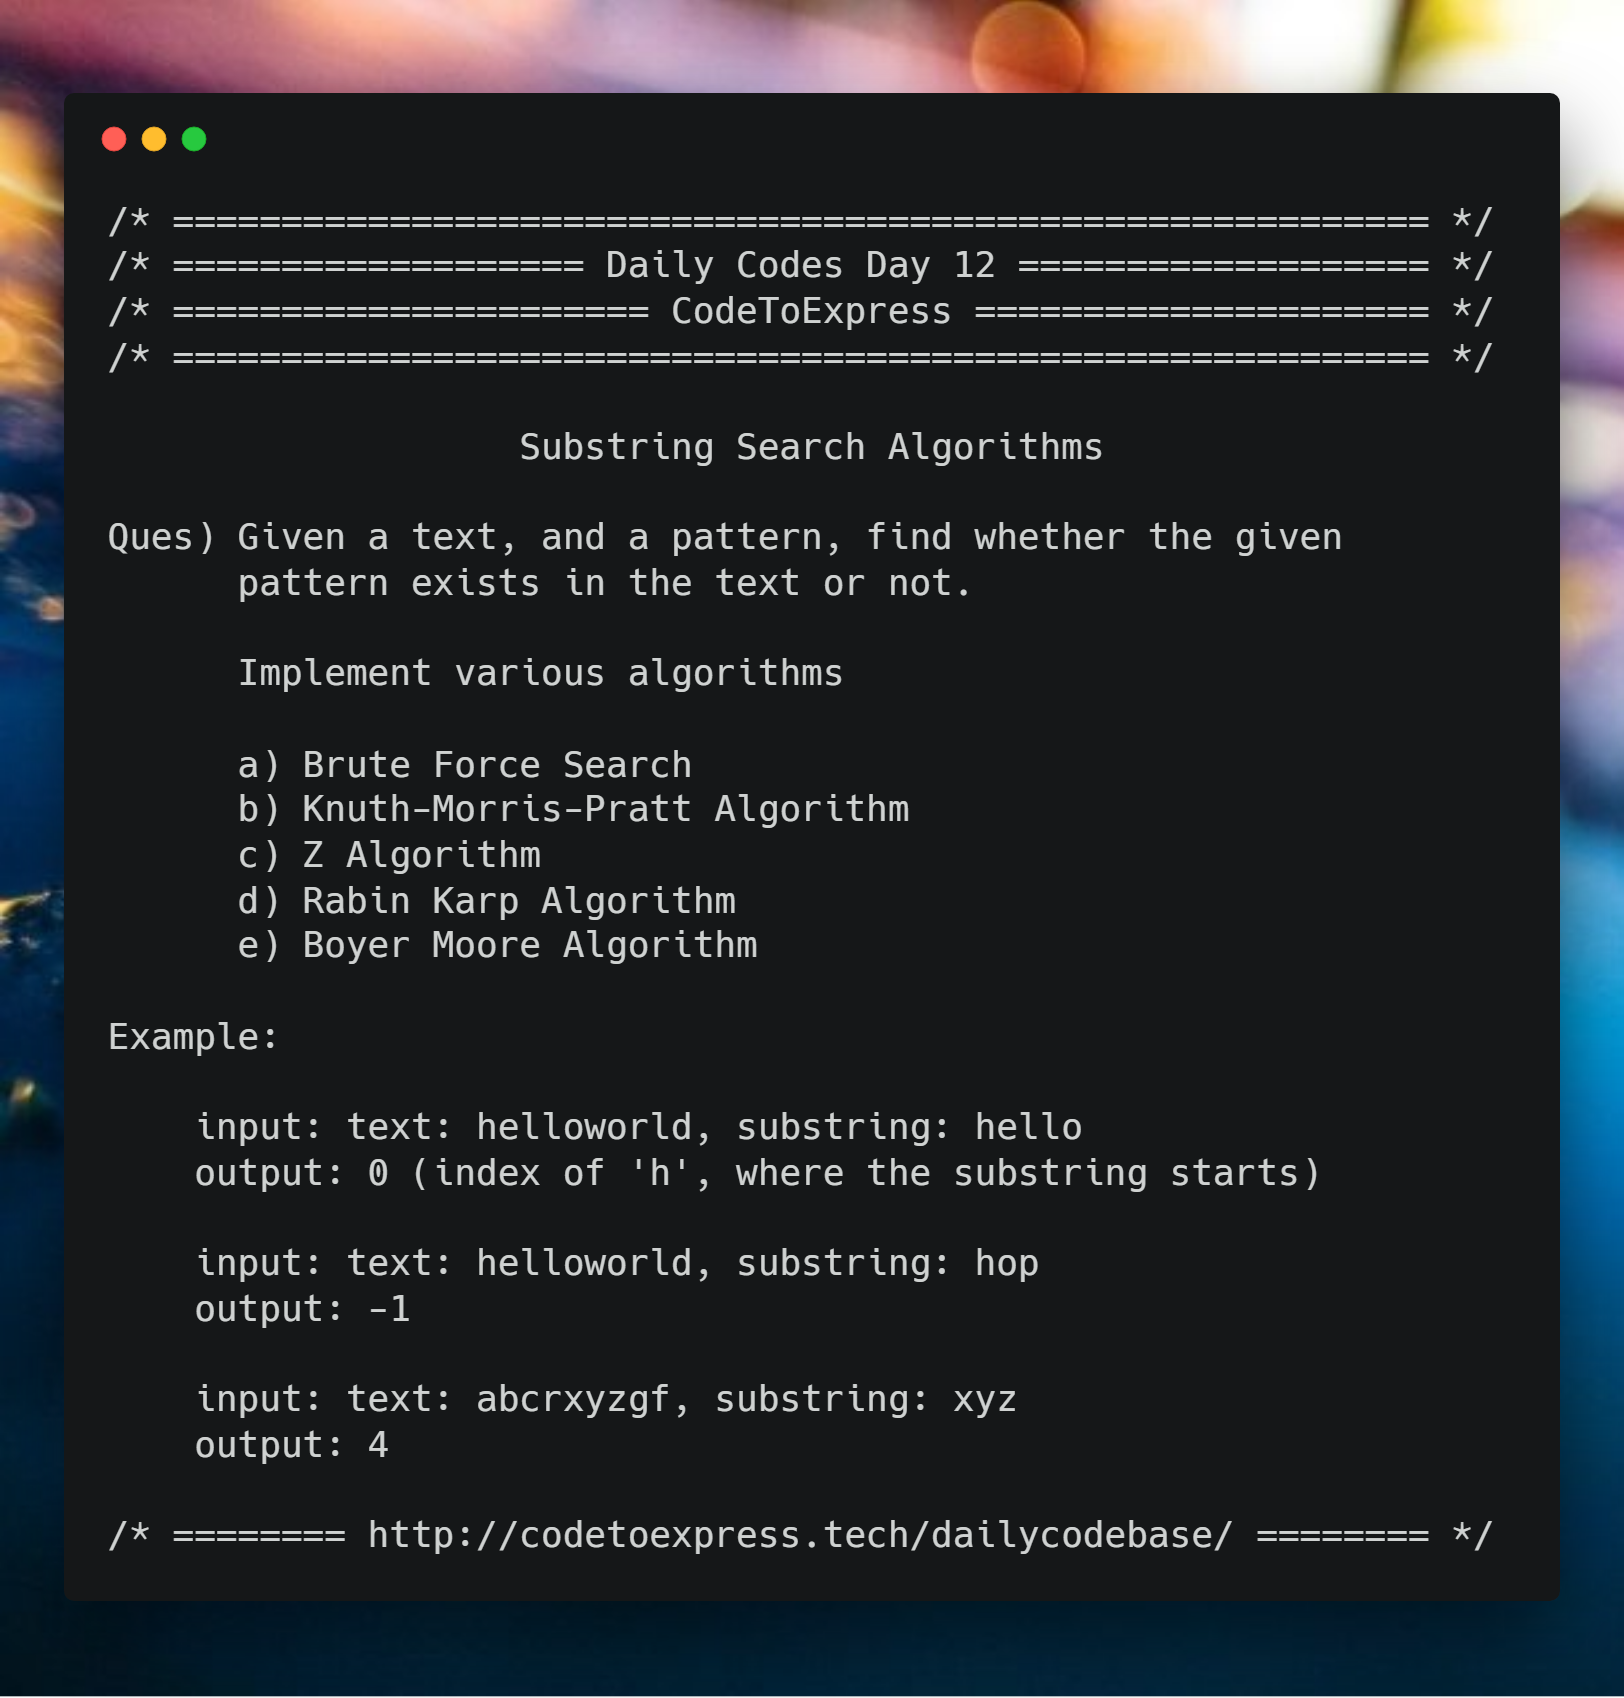 /* ========================================================== */
/* =================== Daily Codes Day 12 =================== */
/* ====================== CodeToExpress ===================== */
/* ========================================================== */
Substring Search Algorithms
Ques) Given a text, and a pattern, find whether the given
pattern exists in the text or not.
Implement various algorithms
a) Brute Force Search
b) Knuth-Morris-Pratt Algorithm
c) Z Algorithm
d) Rabin Karp Algorithm
e) Boyer Moore Algorithm
Example:
input: text: helloworld, substring: hello
output: 0 (index of 'h', where the substring starts)
input: text: helloworld, substring: hop
output: -1
input: text: abcrxyzgf, substring: xyz
output: 4
/* ======== http://codetoexpress.tech/dailycodebase/ ======== */